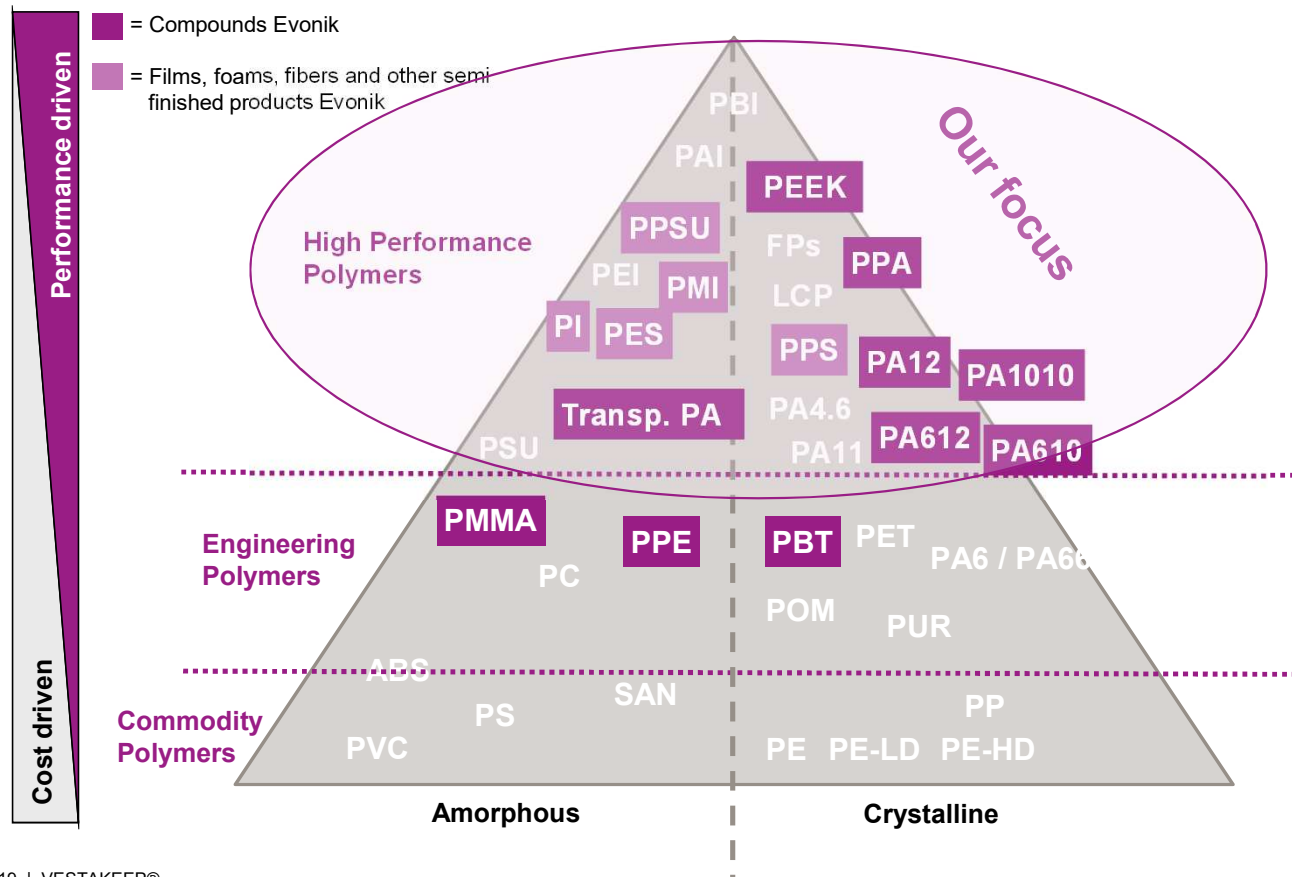 = Compounds Evonik
= Films, foams, fibers and other semi
finished products Evonik
Performance driven
Cost driven
Our focus
PBI
PAI
PEEK
PPSU
High Performance
Polymers
FPs
PPA
PEI
PMI
LCP
PI
PES
PPS
PA12
PA1010
Transp. PA
PA4.6
PSU
PA11
PA612
PA610
Engineering
Polymers
PMMA
PPE
PBT
PET
PA6 / PA66
PC
POM
PUR
ABS
Commodity
Polymers
SAN
PS
PP
PVC
PE
PE-LD
PE-HD
Amorphous
Crystalline
| VESTAKEEP®